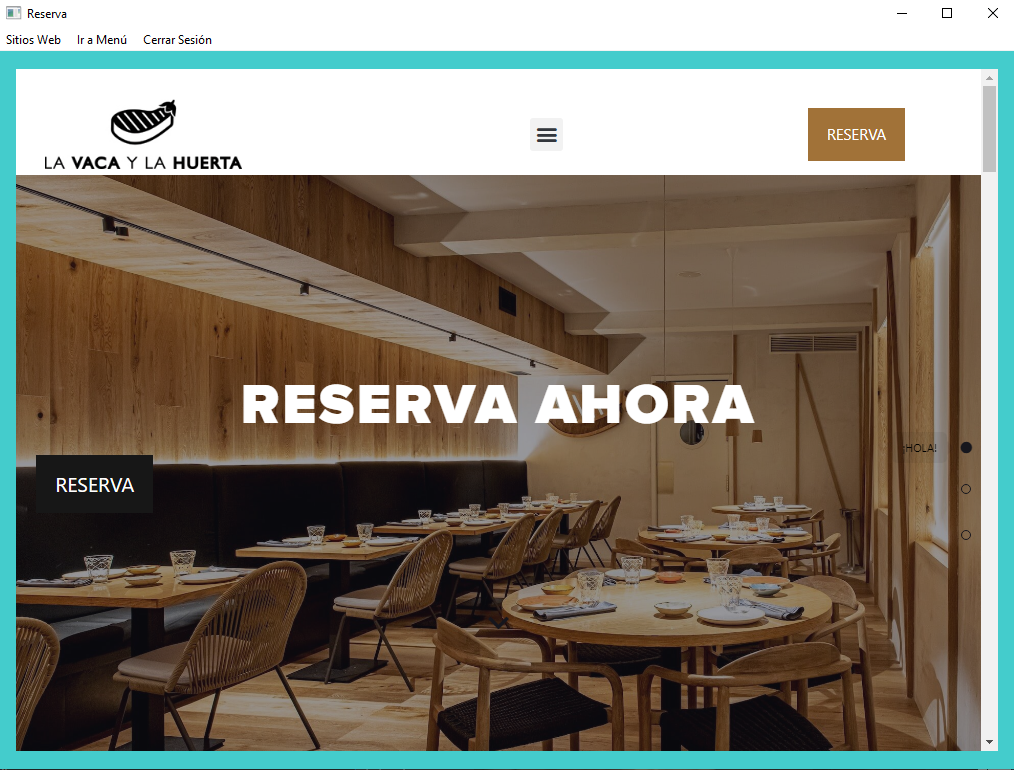 Reserva
Sitios Web Ir a Menú Cerrar Sesión
LA VACA Y LA HUERTA
RESERVA
RESERVA AHORA
¡HOLA!
RESERVA